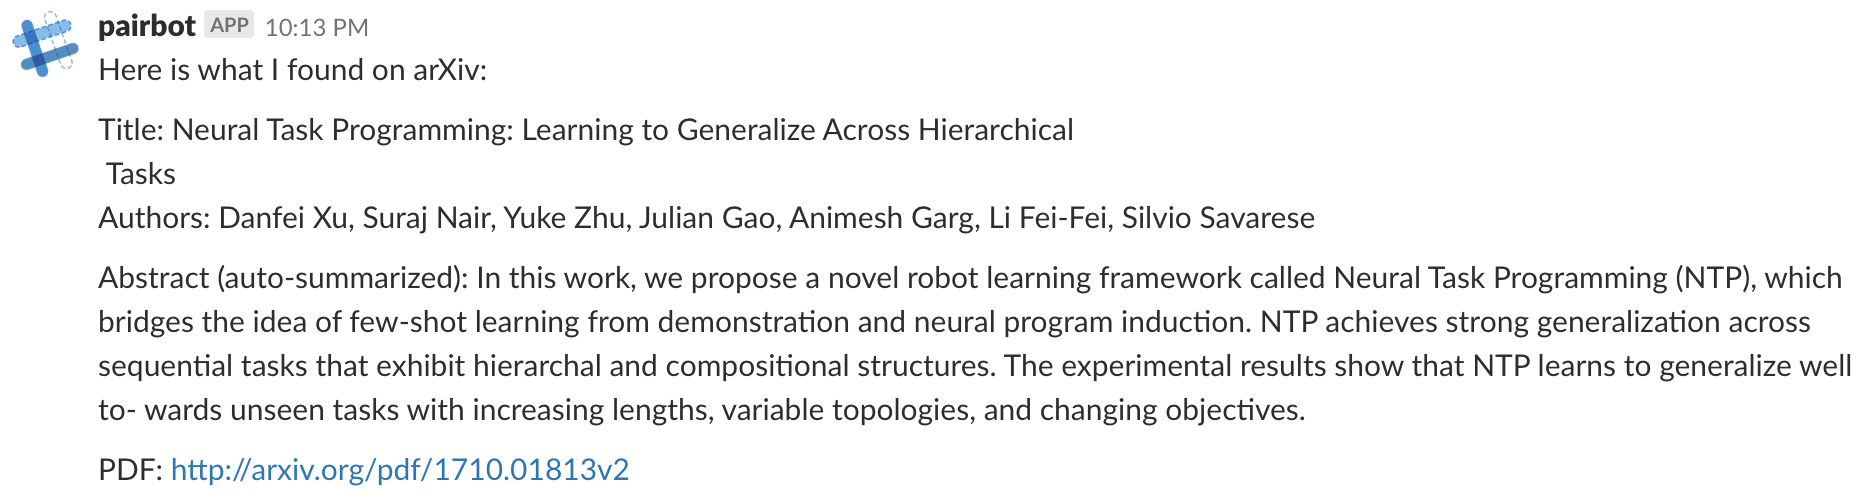 pairbot APP 10:13 PM
Here is what I found on arXiv:
Title: Neural Task Programming: Learning to Generalize Across Hierarchical
Tasks
Authors: Danfei Xu, Suraj Nair, Yuke Zhu, Julian Gao, Animesh Garg, Li Fei-Fei, Silvio Savarese
Abstract (auto-summarized): In this work, we propose a novel robot learning framework called Neural Task Programming (NTP), which
bridges the idea of few-shot learning from demonstration and neural program induction. NTP achieves strong generalization across
sequential tasks that exhibit hierarchal and compositional structures. The experimental results show that NTP learns to generalize well
to- wards unseen tasks with increasing lengths, variable topologies, and changing objectives.
PDF: http://arxiv.org/pdf/1710.01813v2